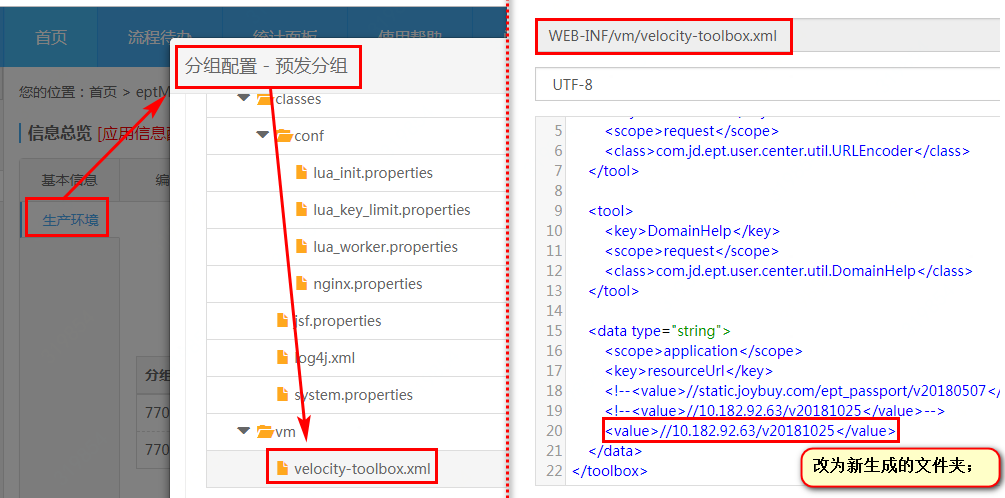 首页
流程待办
统计面板
使用帮助
您的位置：首页 > eptM
信息总览 [应用信息
基本信息
编
生产环境
分组
770
770
分组配置 - 预发分组
classes
conf
lua_init.properties
lua_key_limit.properties
lua_worker.properties
nginx.properties
jsf.properties
log4j.xml
system.properties
vm
velocity-toolbox.xml
WEB-INF/vm/velocity-toolbox.xml
UTF-8
5 <scope>request</scope>
6 <class>com.jd.ept.user.center.util.URLEncoder</class>
7 </tool>
8
9 <tool>
10 <key>DomainHelp</key>
11 <scope>request</scope>
12 <class>com.jd.ept.user.center.util.DomainHelp</class>
13 </tool>
14
15 <data type="string">
16 <scope>application</scope>
17 <key>resourceUrl</key>
18 <!--<value>//static.joybuy.com/ept_passport/v20180507</
19 <!--<value>//10.182.92.63/v20181025</value>-->
20 <value>//10.182.92.63/v20181025</value>
21 </data>
22 </toolbox>
改为新生成的文件夹；